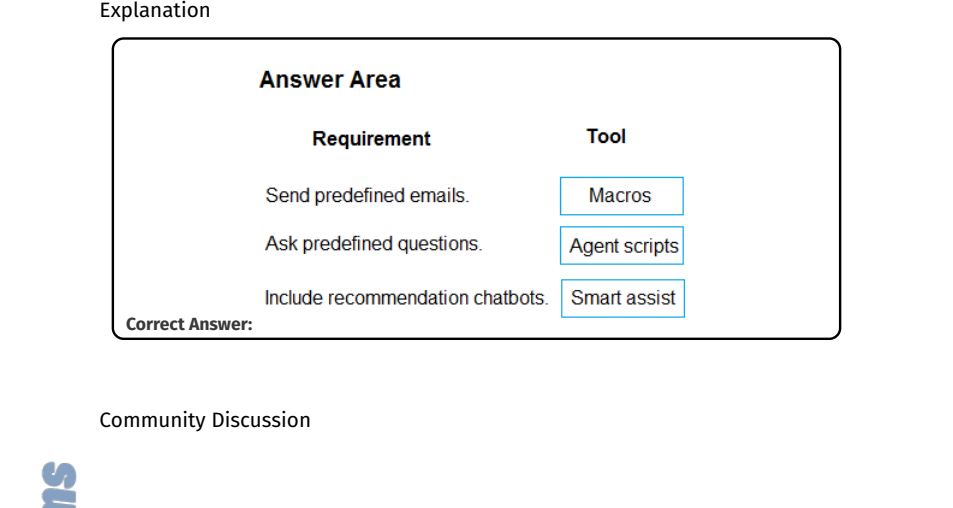 Explanation
Answer Area
Requirement Tool
Send predefined emails. Macros
Ask predefined questions. Agent scripts
Include recommendation chatbots. Smart assist
Correct Answer:
Community Discussion